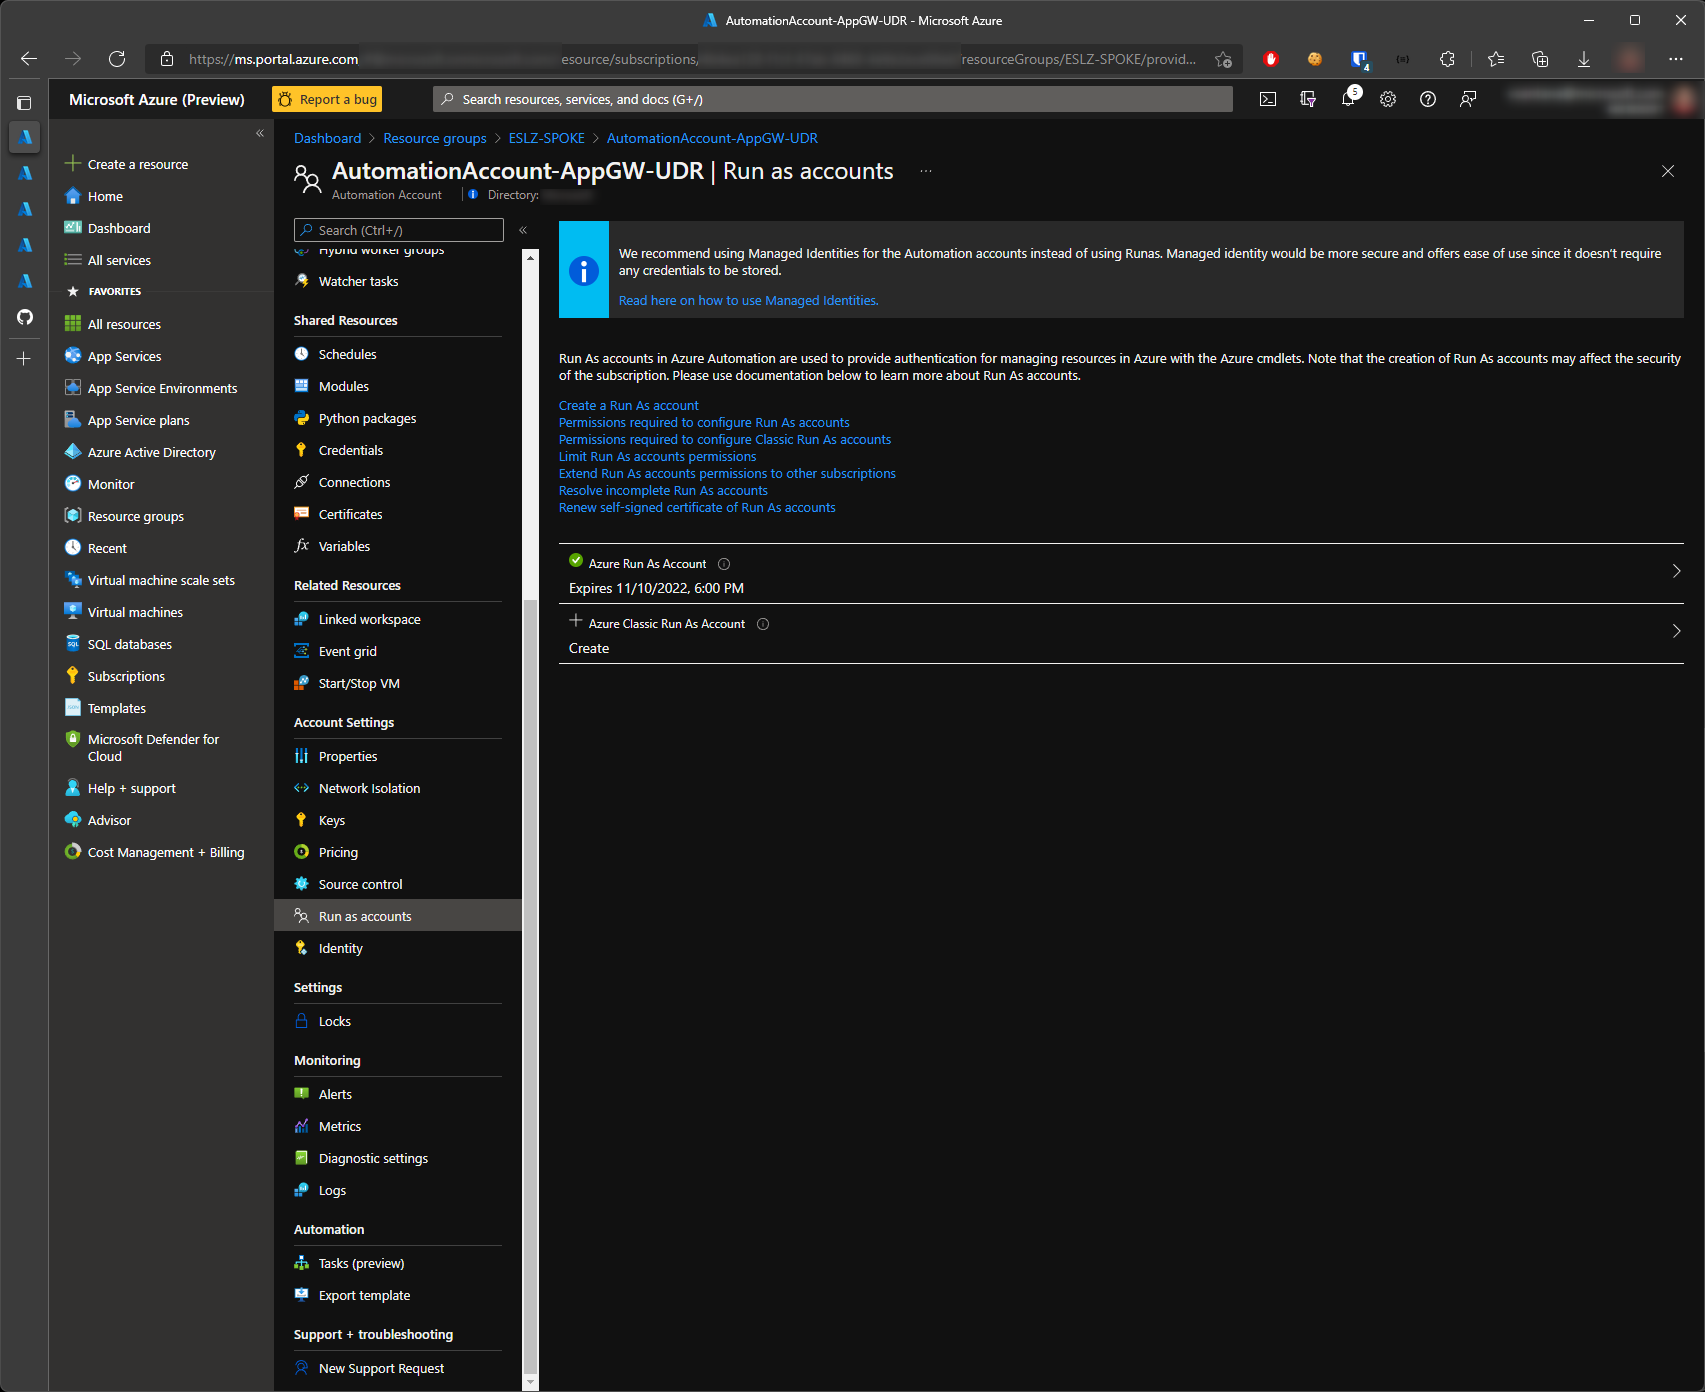 AutomationAccount-AppGW-UDR - Microsoft Azure
https://ms.portal.azure.com
esource/subscriptions/
resourceGroups/ESLZ-SPOKE/provid...
4
Microsoft Azure (Preview)
Report a bug
Search resources, services, and docs (G+/)
5
Create a resource
Home
Dashboard
All services
FAVORITES
All resources
App Services
App Service Environments
App Service plans
Azure Active Directory
Monitor
Resource groups
Recent
Virtual machine scale sets
Virtual machines
SQL databases
Subscriptions
Templates
Microsoft Defender for
Cloud
Help + support
Advisor
Cost Management + Billing
Dashboard > Resource groups > ESLZ-SPOKE > AutomationAccount-AppGW-UDR
AutomationAccount-AppGW-UDR | Run as accounts ...
Automation Account
Directory:
Search (Ctrl+/)
Hybrid worker groups
Watcher tasks
Shared Resources
Schedules
Modules
Python packages
Credentials
Connections
Certificates
Variables
Related Resources
Linked workspace
Event grid
Start/Stop VM
Account Settings
Properties
Network Isolation
Keys
Pricing
Source control
Run as accounts
Identity
Settings
Locks
Monitoring
Alerts
Metrics
Diagnostic settings
Logs
Automation
Tasks (preview)
Export template
Support + troubleshooting
New Support Request
We recommend using Managed Identities for the Automation accounts instead of using Runas. Managed identity would be more secure and offers ease of use since it doesn't require
any credentials to be stored.
Read here on how to use Managed Identities.
Run As accounts in Azure Automation are used to provide authentication for managing resources in Azure with the Azure cmdlets. Note that the creation of Run As accounts may affect the security
of the subscription. Please use documentation below to learn more about Run As accounts.
Create a Run As account
Permissions required to configure Run As accounts
Permissions required to configure Classic Run As accounts
Limit Run As accounts permissions
Extend Run As accounts permissions to other subscriptions
Resolve incomplete Run As accounts
Renew self-signed certificate of Run As accounts
Azure Run As Account
Expires 11/10/2022, 6:00 PM
Azure Classic Run As Account
Create